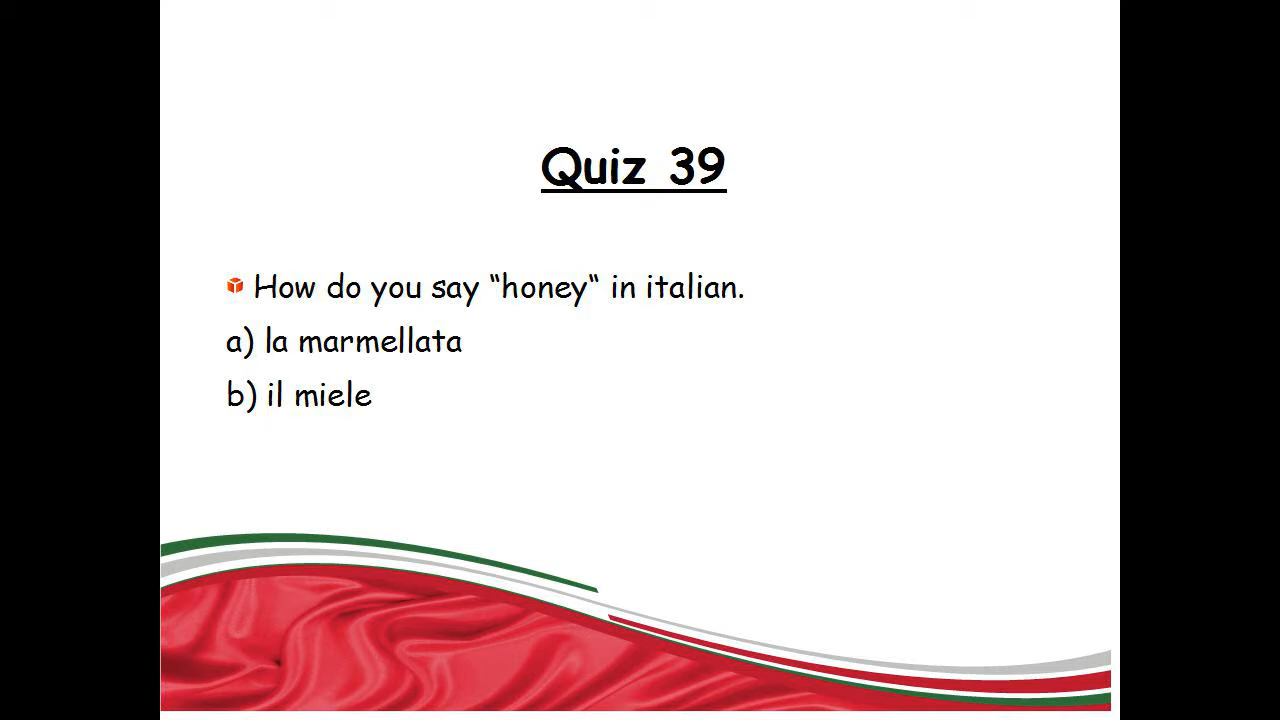 Quiz 39
How do you say “honey“ in italian.
a) la marmellata
b) il miele